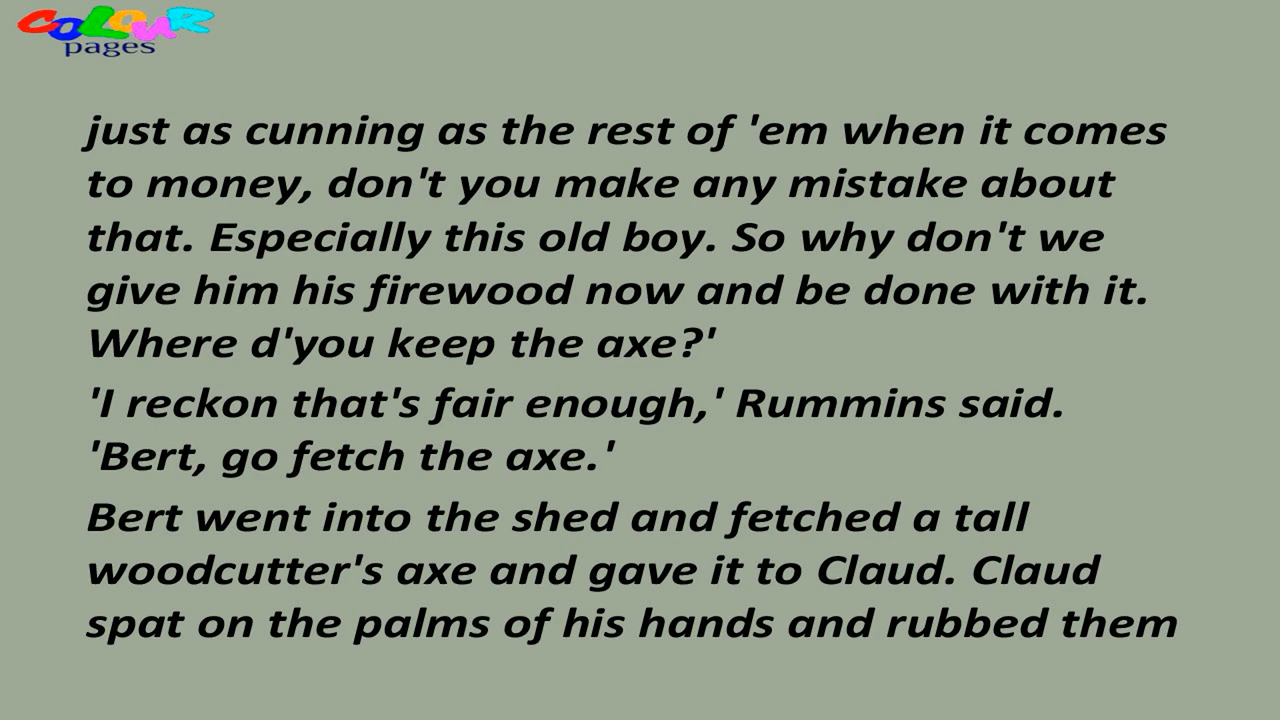 COLOUR
pages
just as cunning as the rest of 'em when it comes
to money, don't you make any mistake about
that. Especially this old boy. So why don't we
give him his firewood now and be done with it.
Where d'you keep the axe?'
'I reckon that's fair enough,' Rummins said.
'Bert, go fetch the axe.'
Bert went into the shed and fetched a tall
woodcutter's axe and gave it to Claud. Claud
spat on the palms of his hands and rubbed them